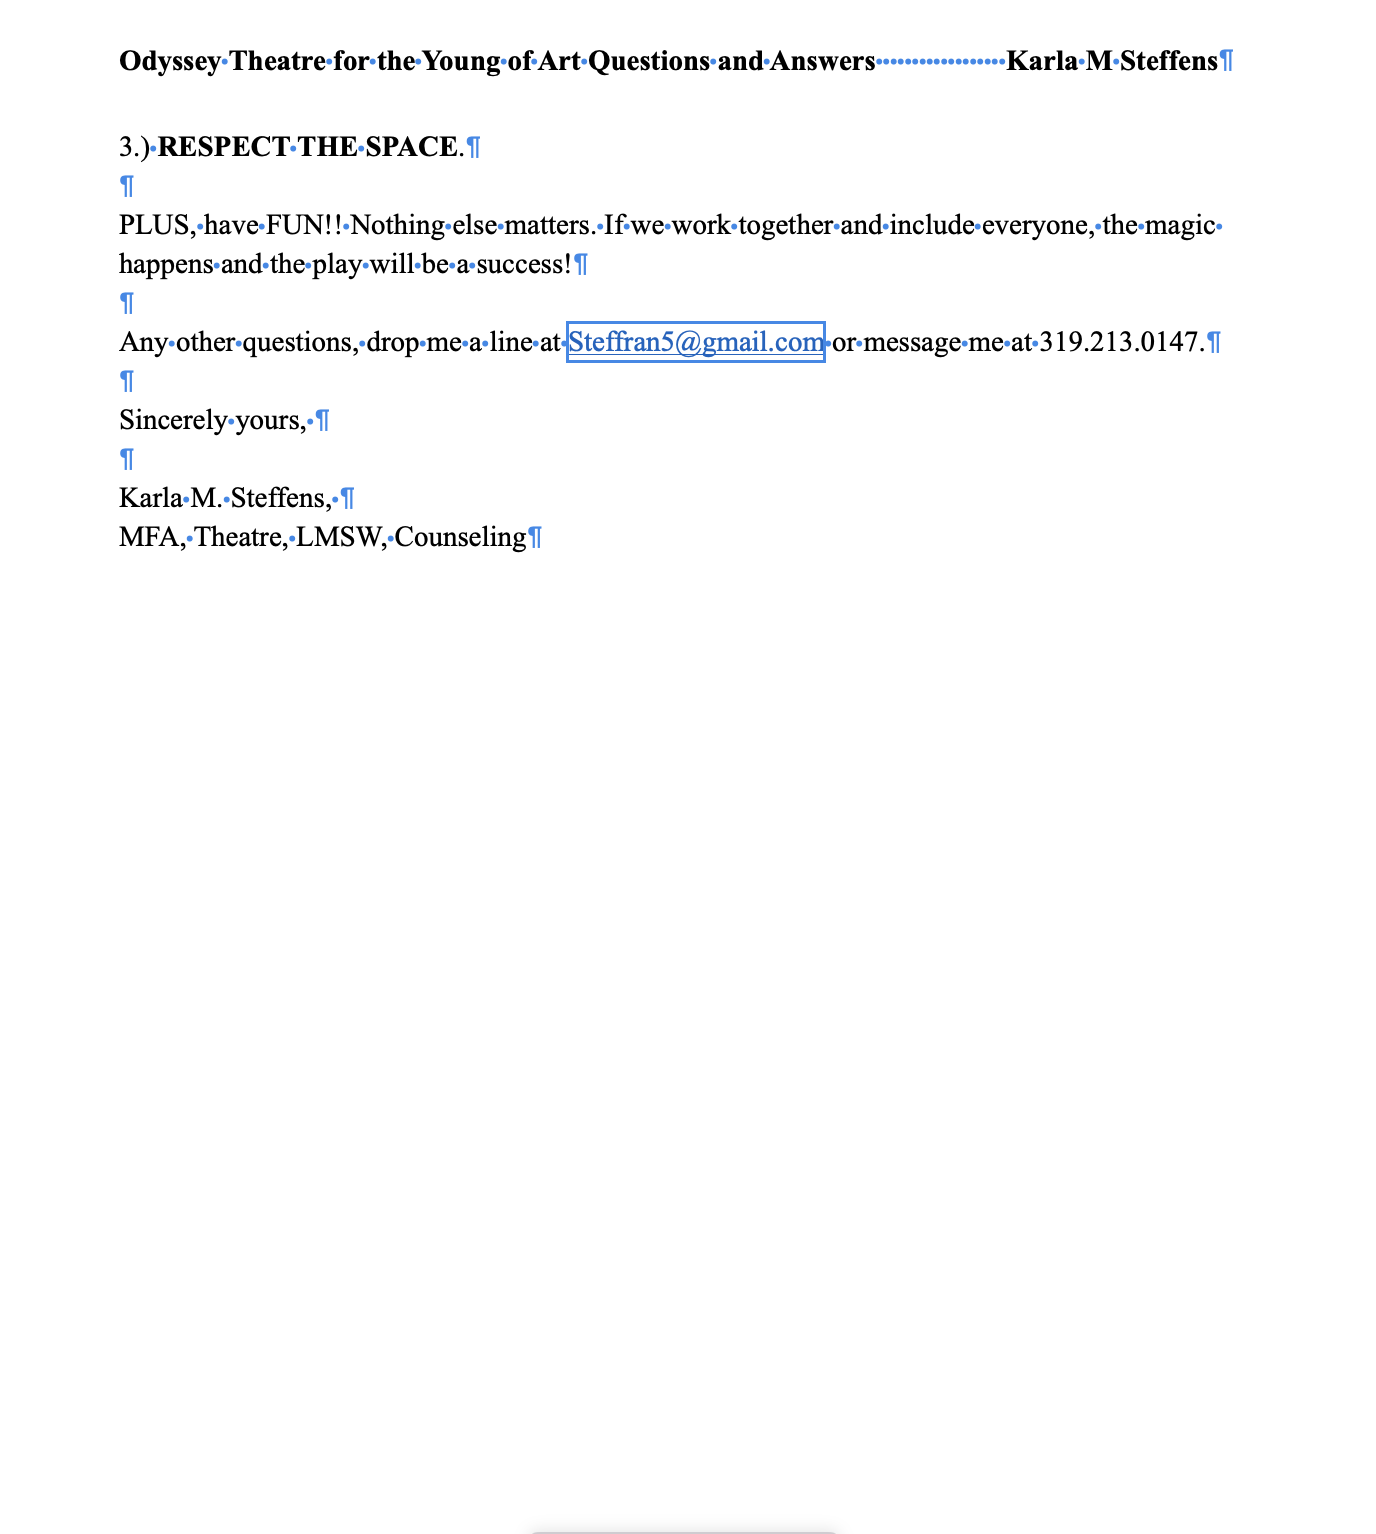 Odyssey Theatre for the Young of Art Questions and Answers                  Karla M Steffens¶
3.) RESPECT THE SPACE.¶
¶
PLUS, have FUN!! Nothing else matters. If we work together and include everyone, the magic
happens and the play will be a success!¶
¶
Any other questions, drop me a line at Steffran5@gmail.com or message me at 319.213.0147.¶
¶
Sincerely yours, ¶
¶
Karla M. Steffens, ¶
MFA, Theatre, LMSW, Counseling¶